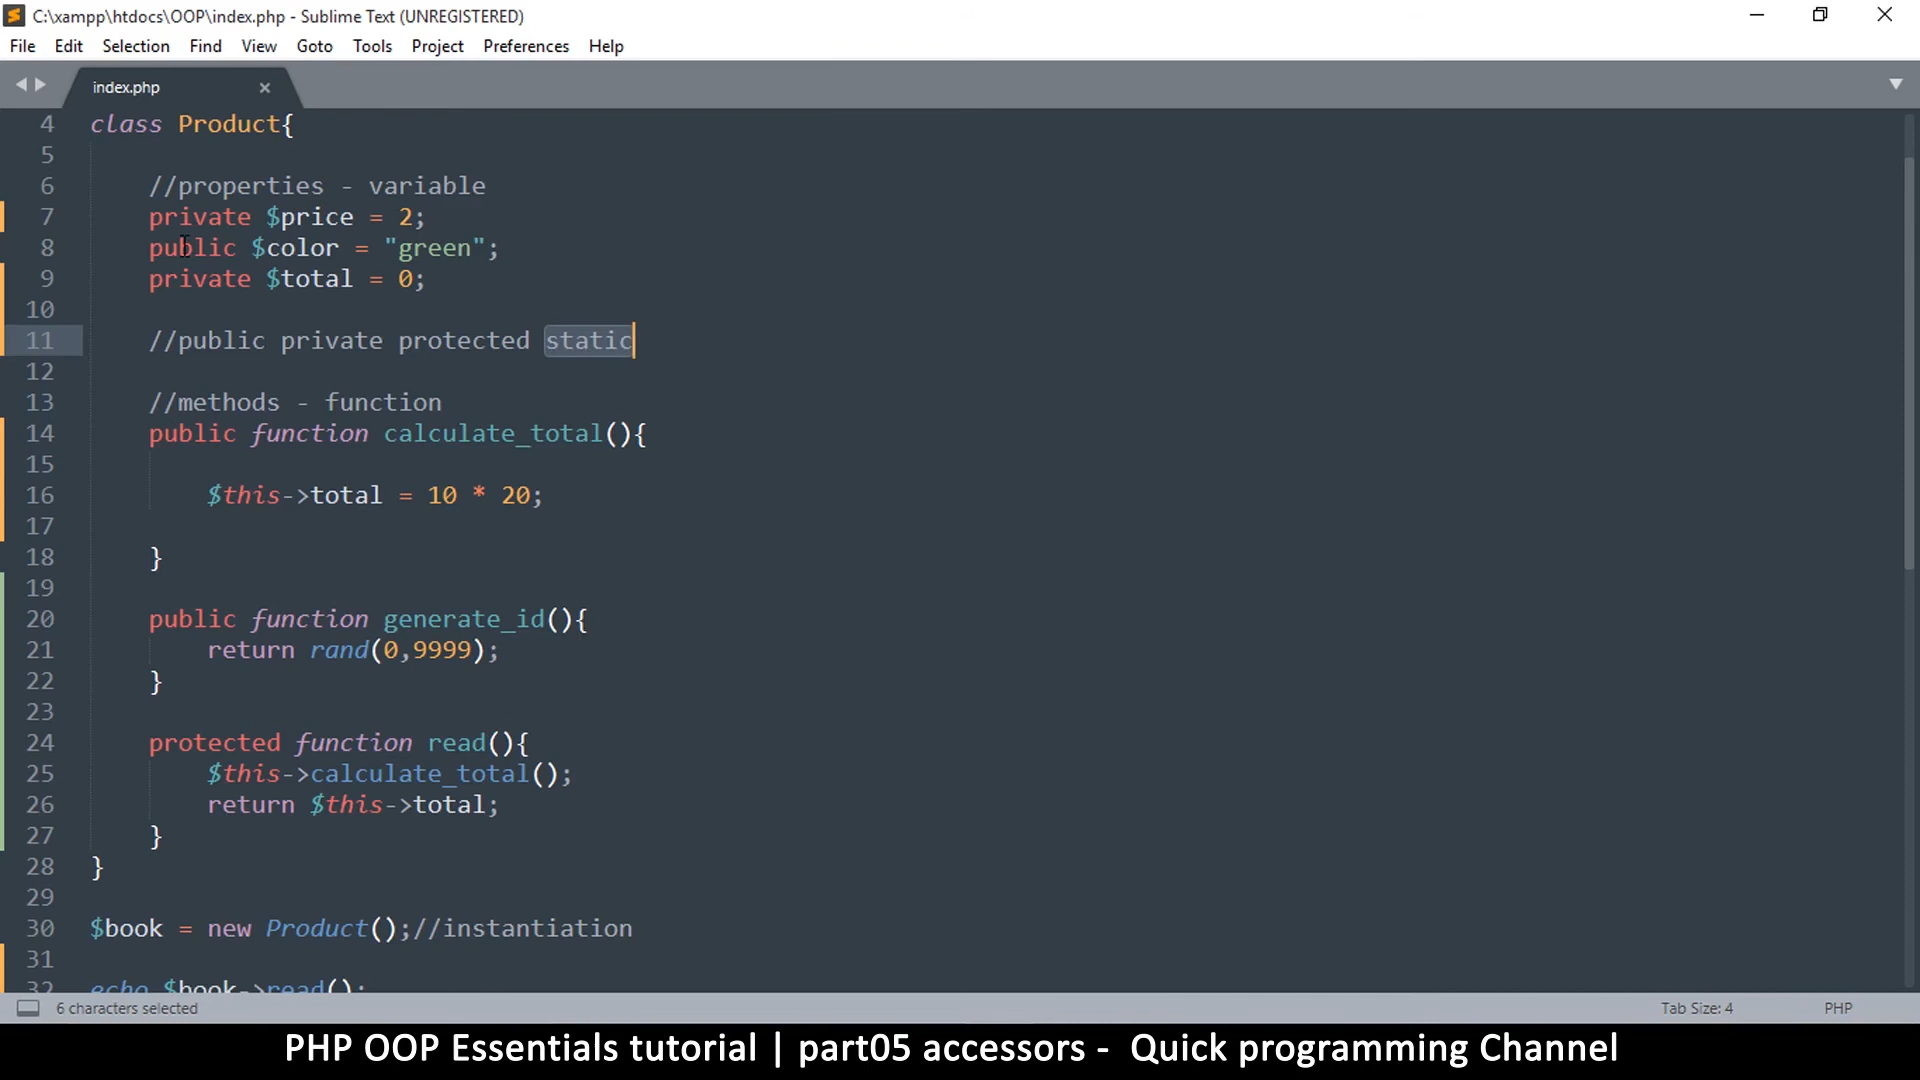 C:\xampp\htdocs\OOP\index.php - Sublime Text (UNREGISTERED)
File Edit Selection Find View Goto Tools Project Preferences Help
index.php
4 class Product{
5
6 //properties - variable
7 private $price = 2;
8 public $color = "green";
9 private $total = 0;
10
11 //public private protected static
12
13 //methods - function
14 public function calculate_total(){
15
16 $this->total = 10 * 20;
17
18 }
19
20 public function generate_id(){
21 return rand(0,9999);
22 }
23
24 protected function read(){
25 $this->calculate_total();
26 return $this->total;
27 }
28 }
29
30 $book = new Product();//instantiation
31
32 echo $book->read();
6 characters selected Tab Size: 4 PHP
PHP OOP Essentials tutorial | part05 accessors - Quick programming Channel